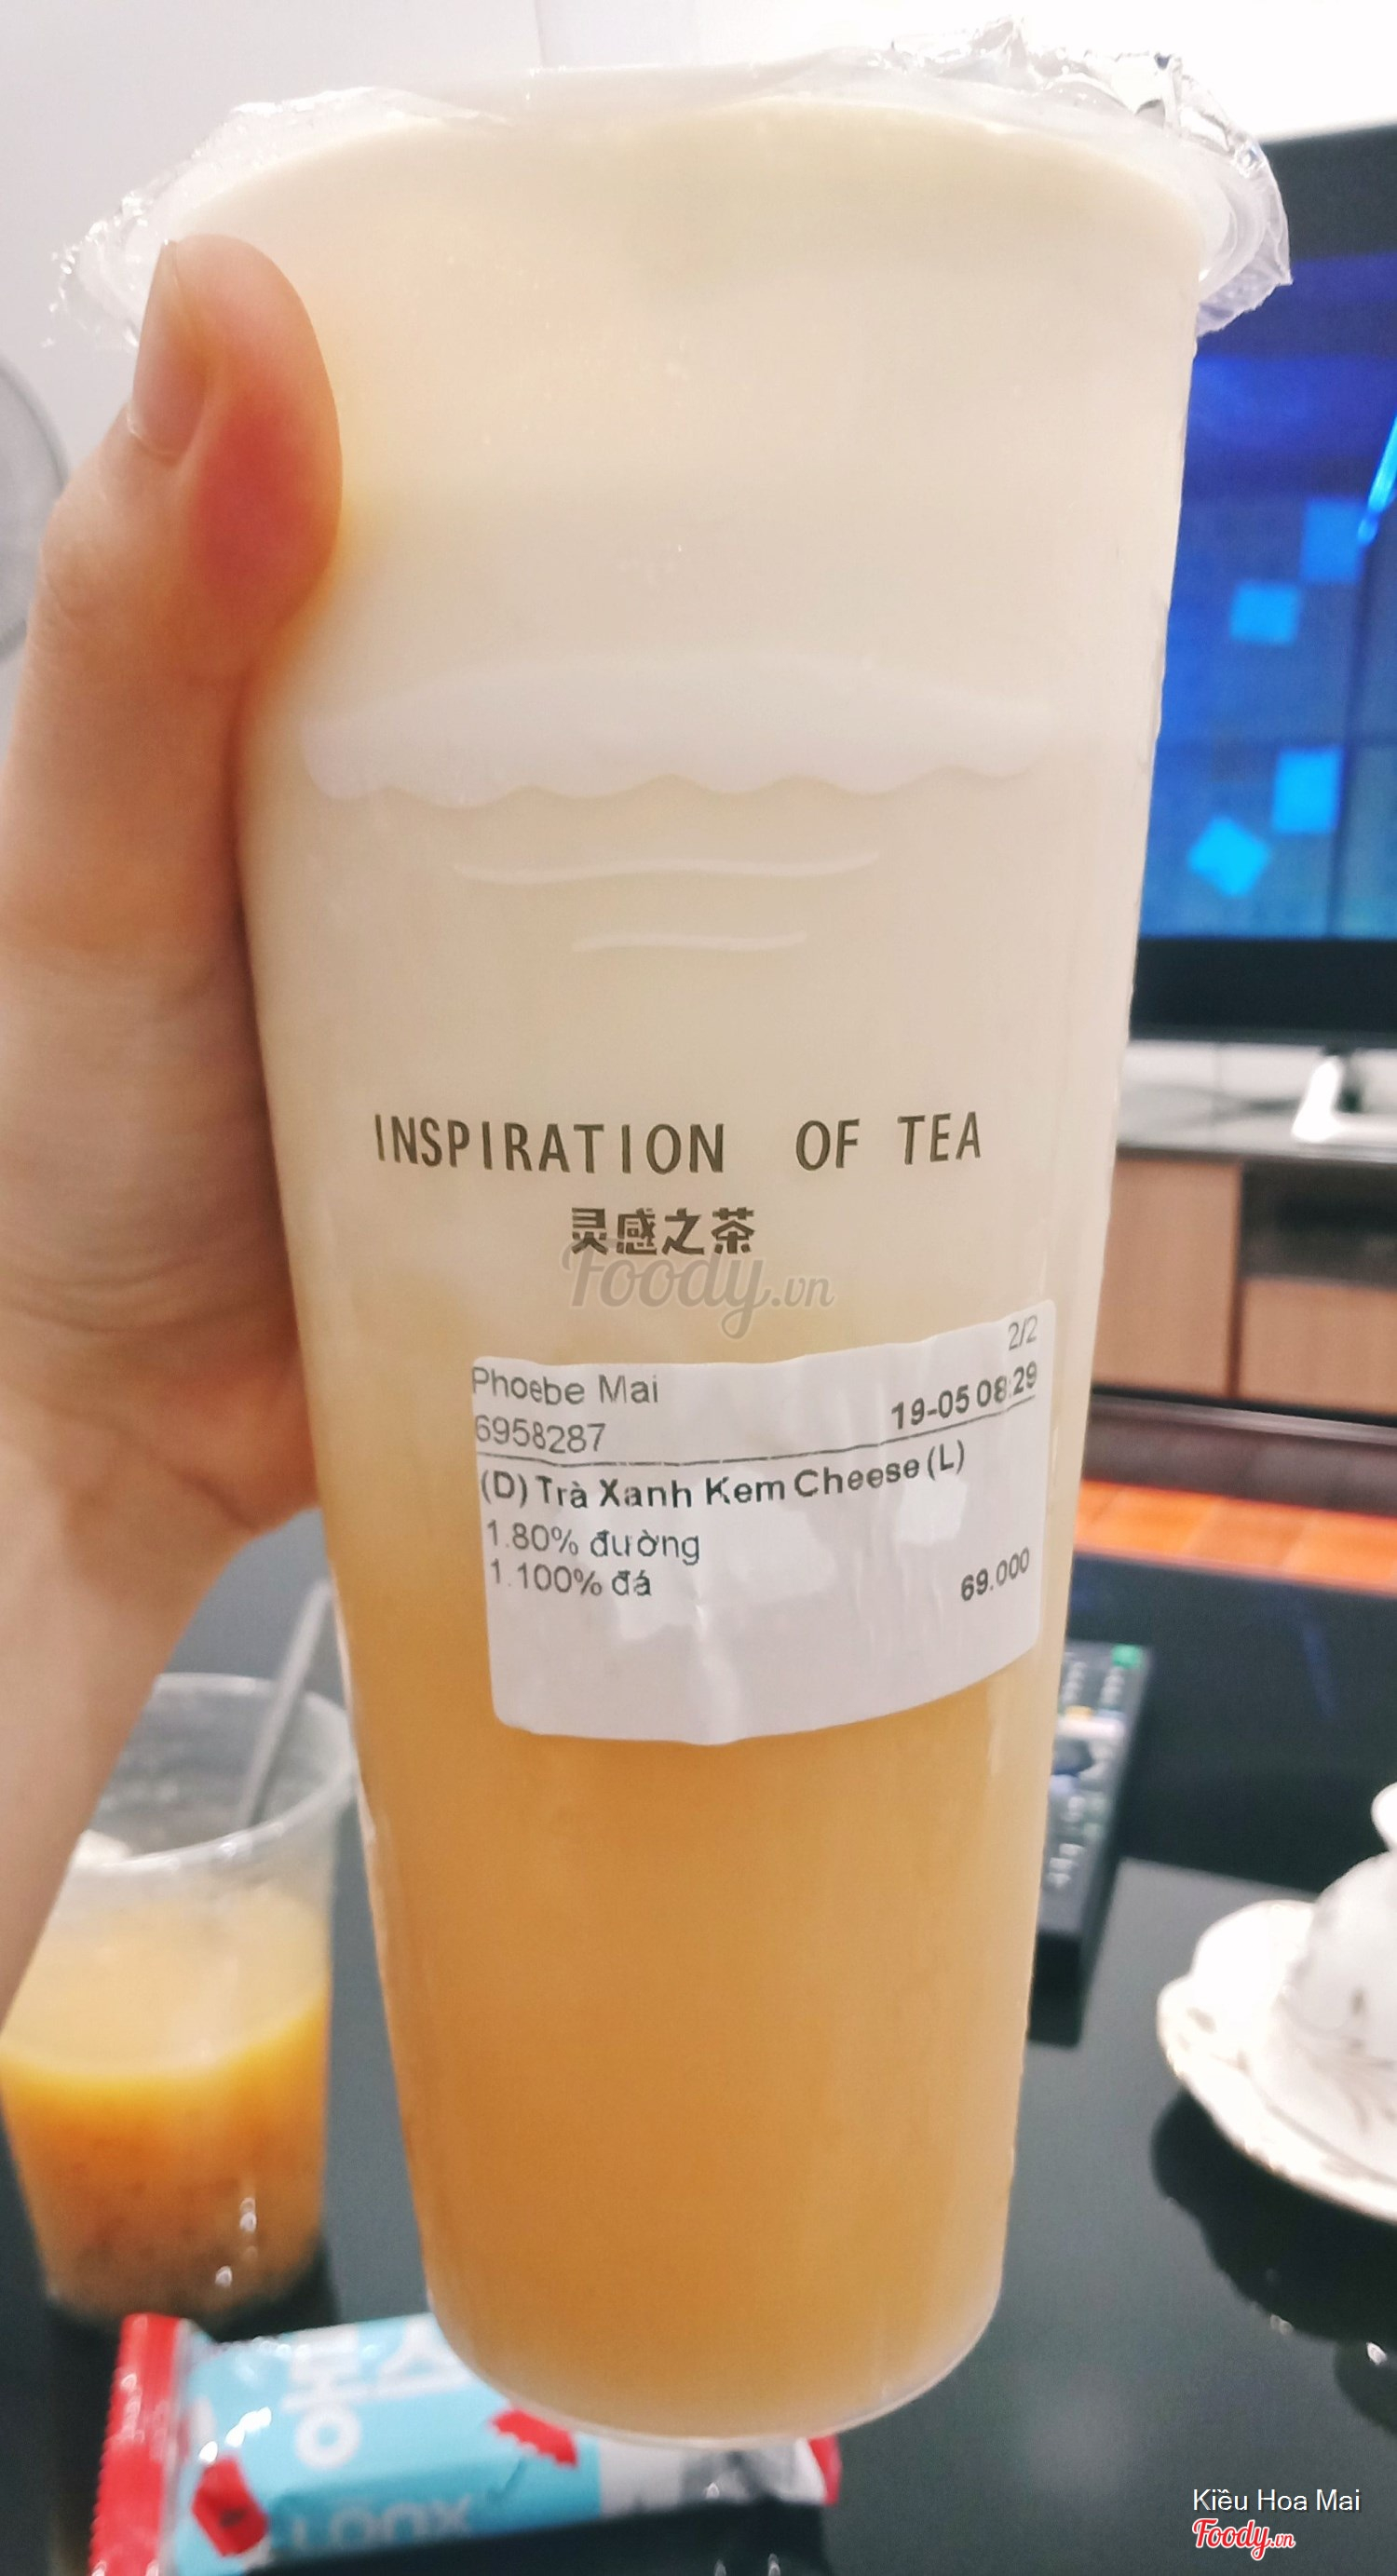 INSPIRATION OF TEA
灵感之茶
Foody.vn
2/2
Phoebe Mai
19-05 08:29
6958287
(D) Trà Xanh Kem Cheese (L)
1.80% đường
1.100% đá
69.000
Kiều Hoa Mai
Foody.vn